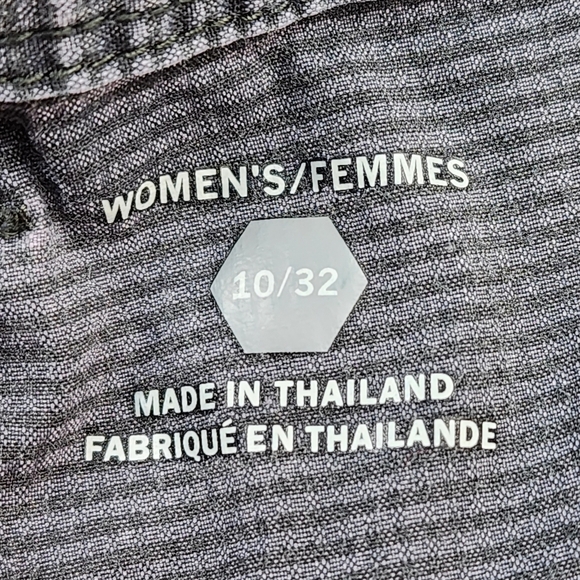 WOMEN'S/FEMMES
10/32
MADE IN THAILAND
FABRIQUÉ EN THAILANDE